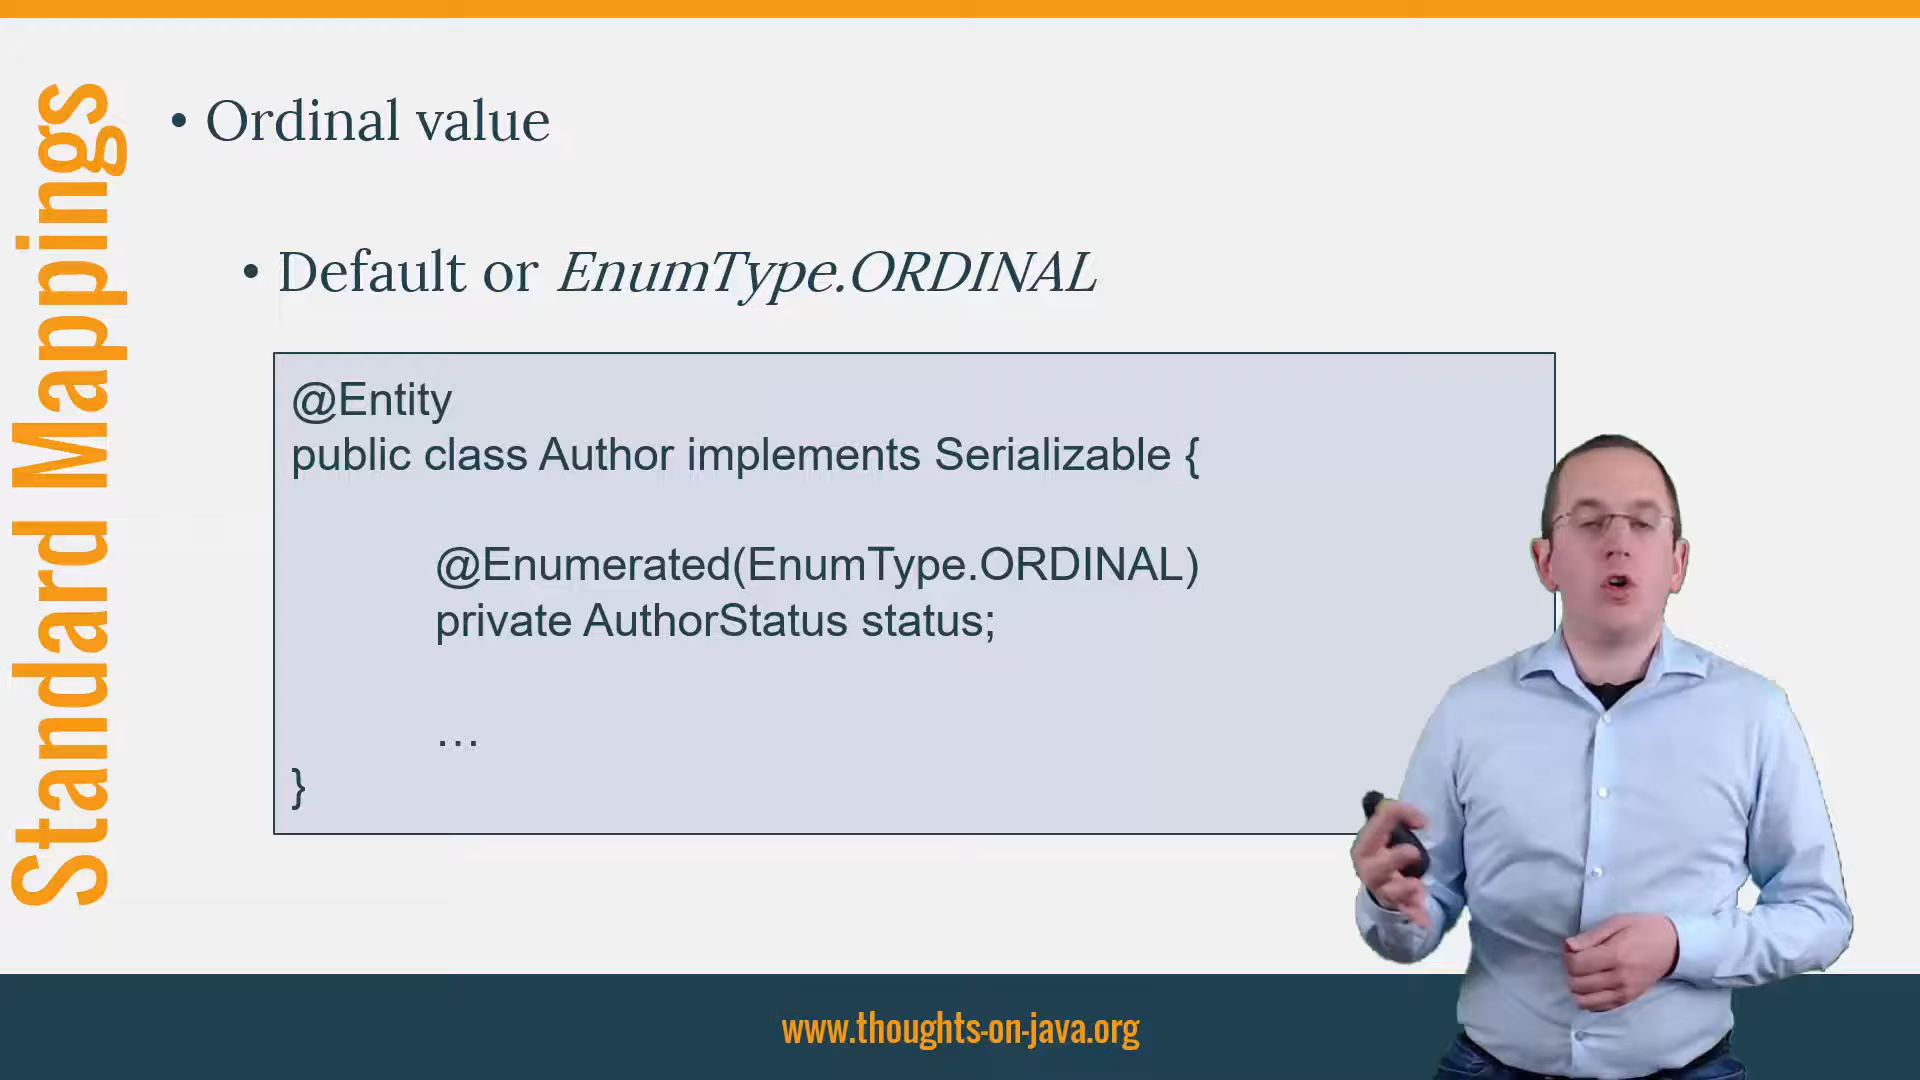 Standard Mappings
• Ordinal value
• Default or EnumType.ORDINAL
@Entity
public class Author implements Serializable {
@Enumerated(EnumType.ORDINAL)
private AuthorStatus status;
…
}
www.thoughts-on-java.org